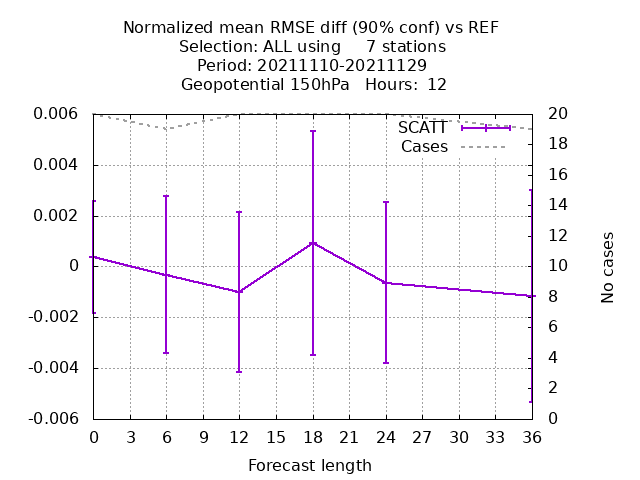 Normalized mean RMSE diff (90% conf) vs REF
Selection: ALL using     7 stations
Period: 20211110-20211129
Geopotential 150hPa   Hours:  12
0.006
0.004
0.002
0
-0.002
-0.004
-0.006
SCATT
Cases
20
18
16
14
12
10
8
6
4
2
0
No cases
0 3 6 9 12 15 18 21 24 27 30 33 36
Forecast length